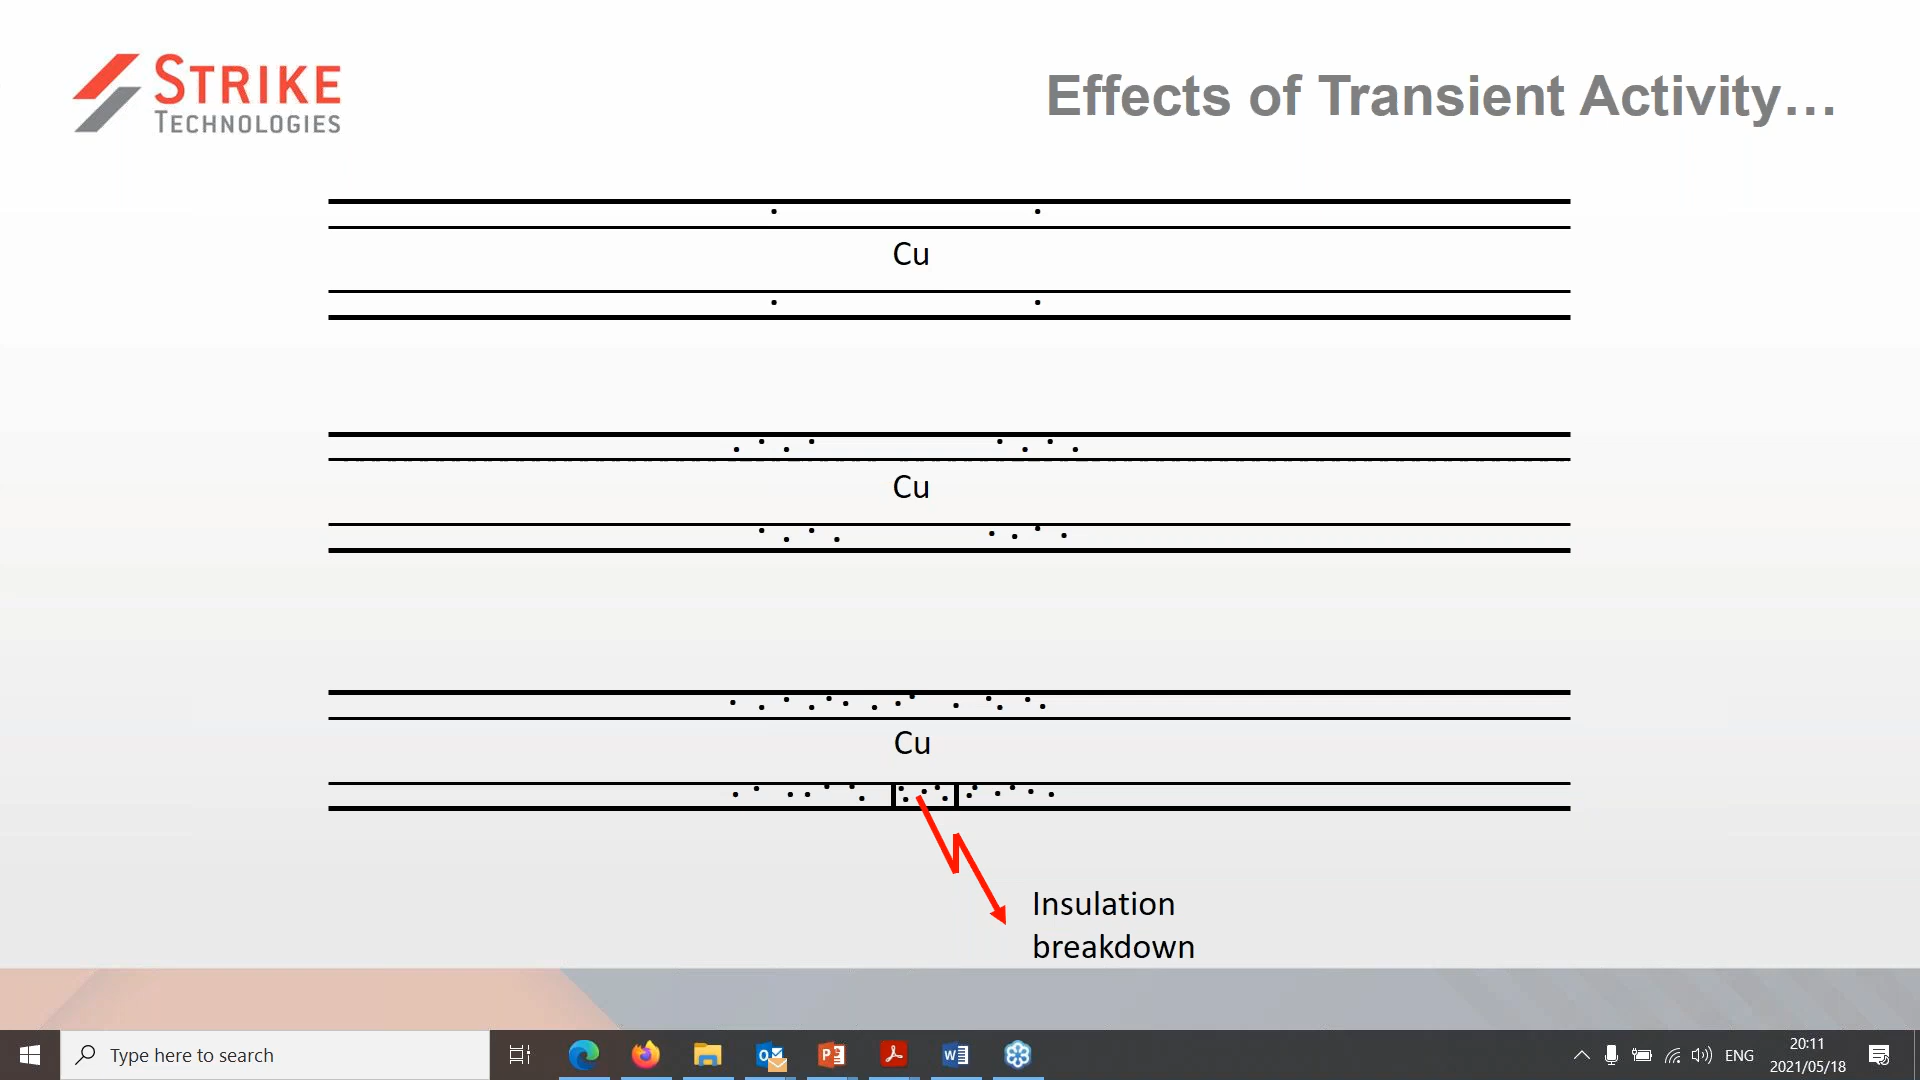 STRIKE
TECHNOLOGIES
Effects of Transient Activity…
Cu
Cu
Cu
Insulation
breakdown
Type here to search
ENG
20:11
2021/05/18